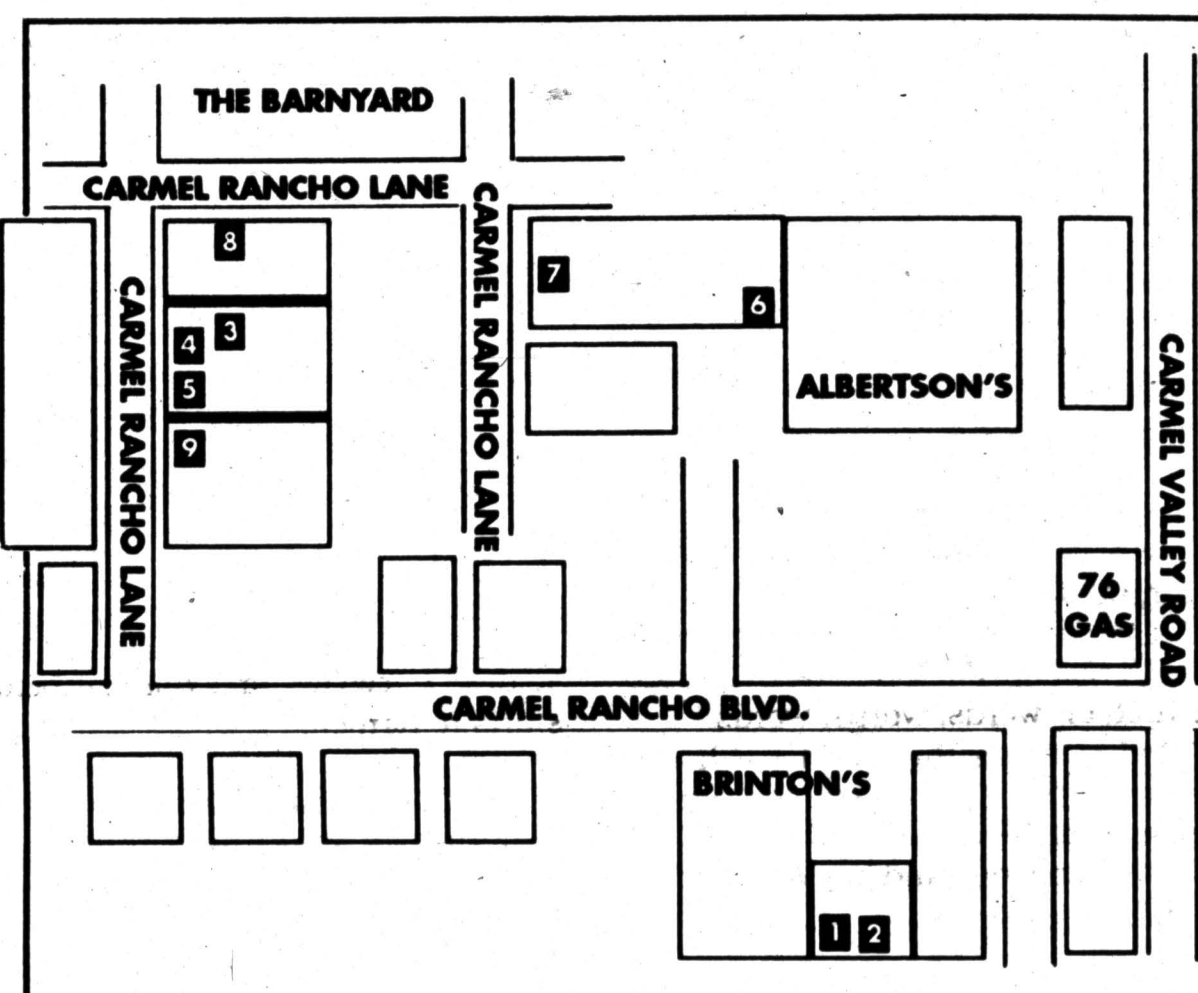 THE BARNYARD
CARMEL RANCHO LANE
CARMEL RANCHO LANE
CARMEL RANCHO LANE
8
7
6
3
4
5
9
ALBERTSON'S
CARMEL VALLEY ROAD
76
GAS
CARMEL RANCHO BLVD.
BRINTON'S
1 2